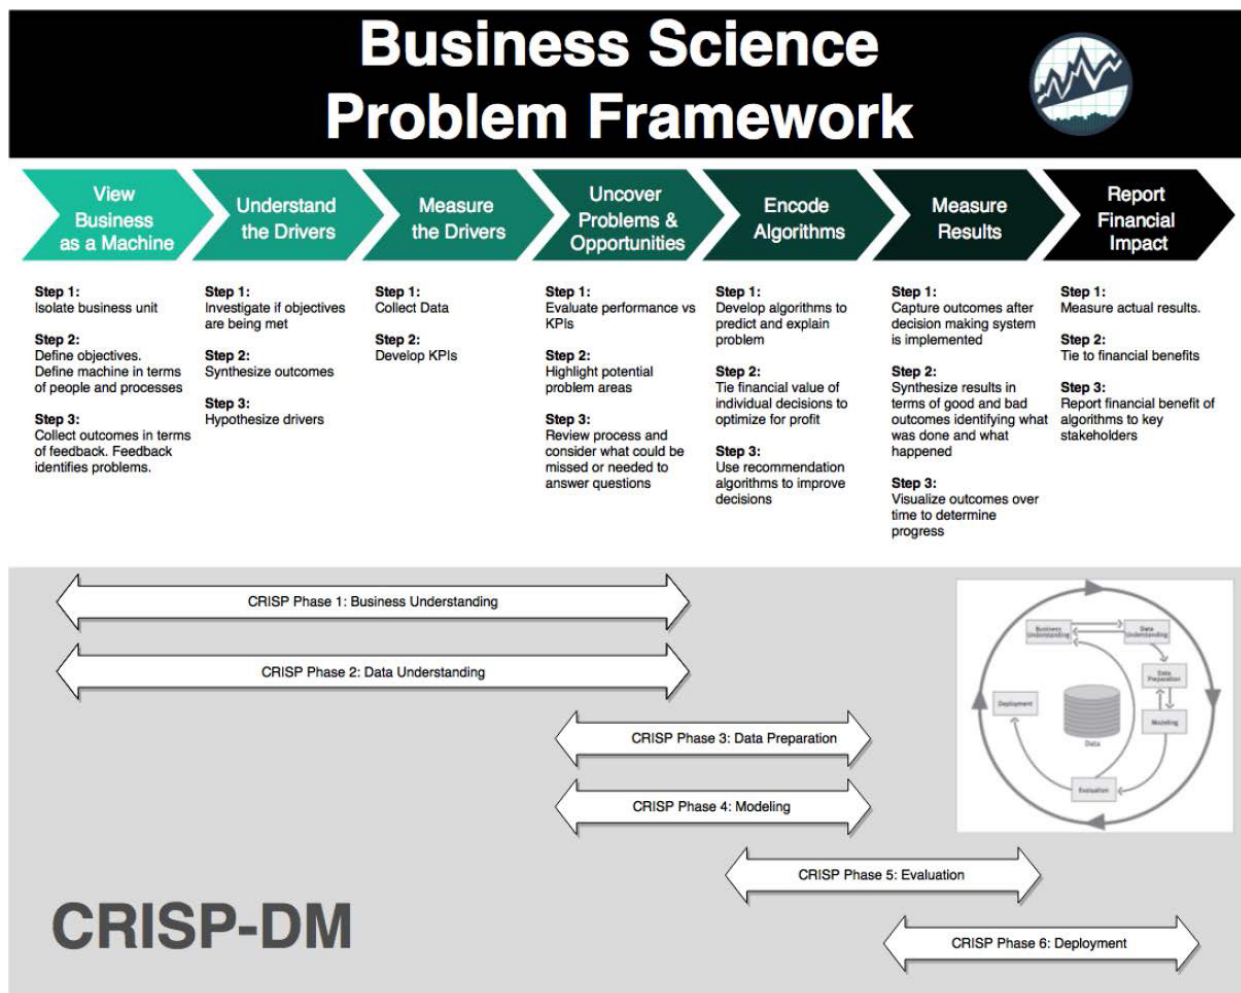 Business Science
Problem Framework
View
Business
as a Machine
Understand
the Drivers
Measure
the Drivers
Uncover
Problems &
Opportunities
Encode
Algorithms
Measure
Results
Report
Financial
Impact
Step 1:
Isolate business unit
Step 2:
Define objectives.
Define machine in terms
of people and processes
Step 3:
Collect outcomes in terms
of feedback. Feedback
identifies problems.
Step 1:
Investigate if objectives
are being met
Step 2:
Synthesize outcomes
Step 3:
Hypothesize drivers
Step 1:
Collect Data
Step 2:
Develop KPIs
Step 1:
Evaluate performance vs
KPIs
Step 2:
Highlight potential
problem areas
Step 3:
Review process and
consider what could be
missed or needed to
answer questions
Step 1:
Develop algorithms to
predict and explain
problem
Step 2:
Tie financial value of
individual decisions to
optimize for profit
Step 3:
Use recommendation
algorithms to improve
decisions
Step 1:
Capture outcomes after
decision making system
is implemented
Step 2:
Synthesize results in
terms of good and bad
outcomes identifying what
was done and what
happened
Step 3:
Visualize outcomes over
time to determine
progress
Step 1:
Measure actual results.
Step 2:
Tie to financial benefits
Step 3:
Report financial benefit of
algorithms to key
stakeholders
CRISP Phase 1: Business Understanding
CRISP Phase 2: Data Understanding
CRISP Phase 3: Data Preparation
CRISP Phase 4: Modeling
CRISP Phase 5: Evaluation
CRISP Phase 6: Deployment
CRISP-DM
Business
Understanding
Data
Understanding
Data
Preparation
Modeling
Deployment
Data
Evaluation